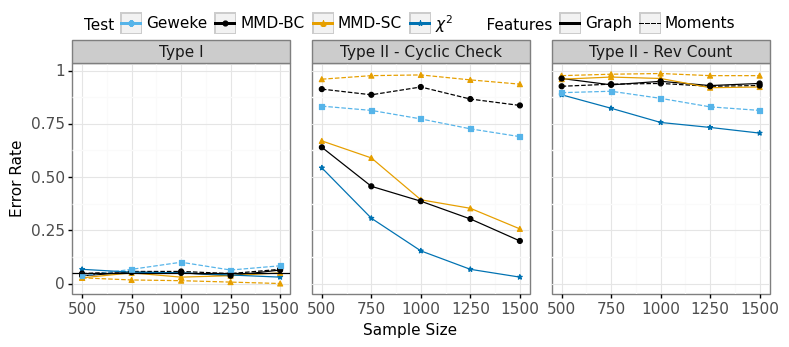 Test Geweke MMD-BC MMD-SC χ² Features Graph Moments
Type I Type II - Cyclic Check Type II - Rev Count
1
0.75
0.50
0.25
0
500 750 1000 1250 1500 500 750 1000 1250 1500 500 750 1000 1250 1500
Error Rate
Sample Size